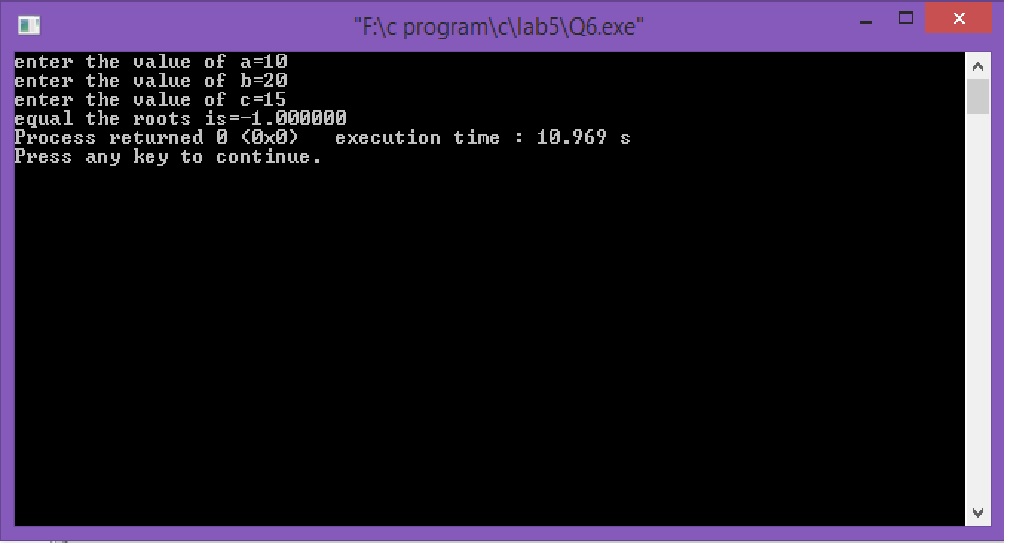 "F:\c program\c\lab5\Q6.exe"
enter the value of a=10
enter the value of b=20
enter the value of c=15
equal the roots is=-1.000000
Process returned 0 (0x0)   execution time : 10.969 s
Press any key to continue.